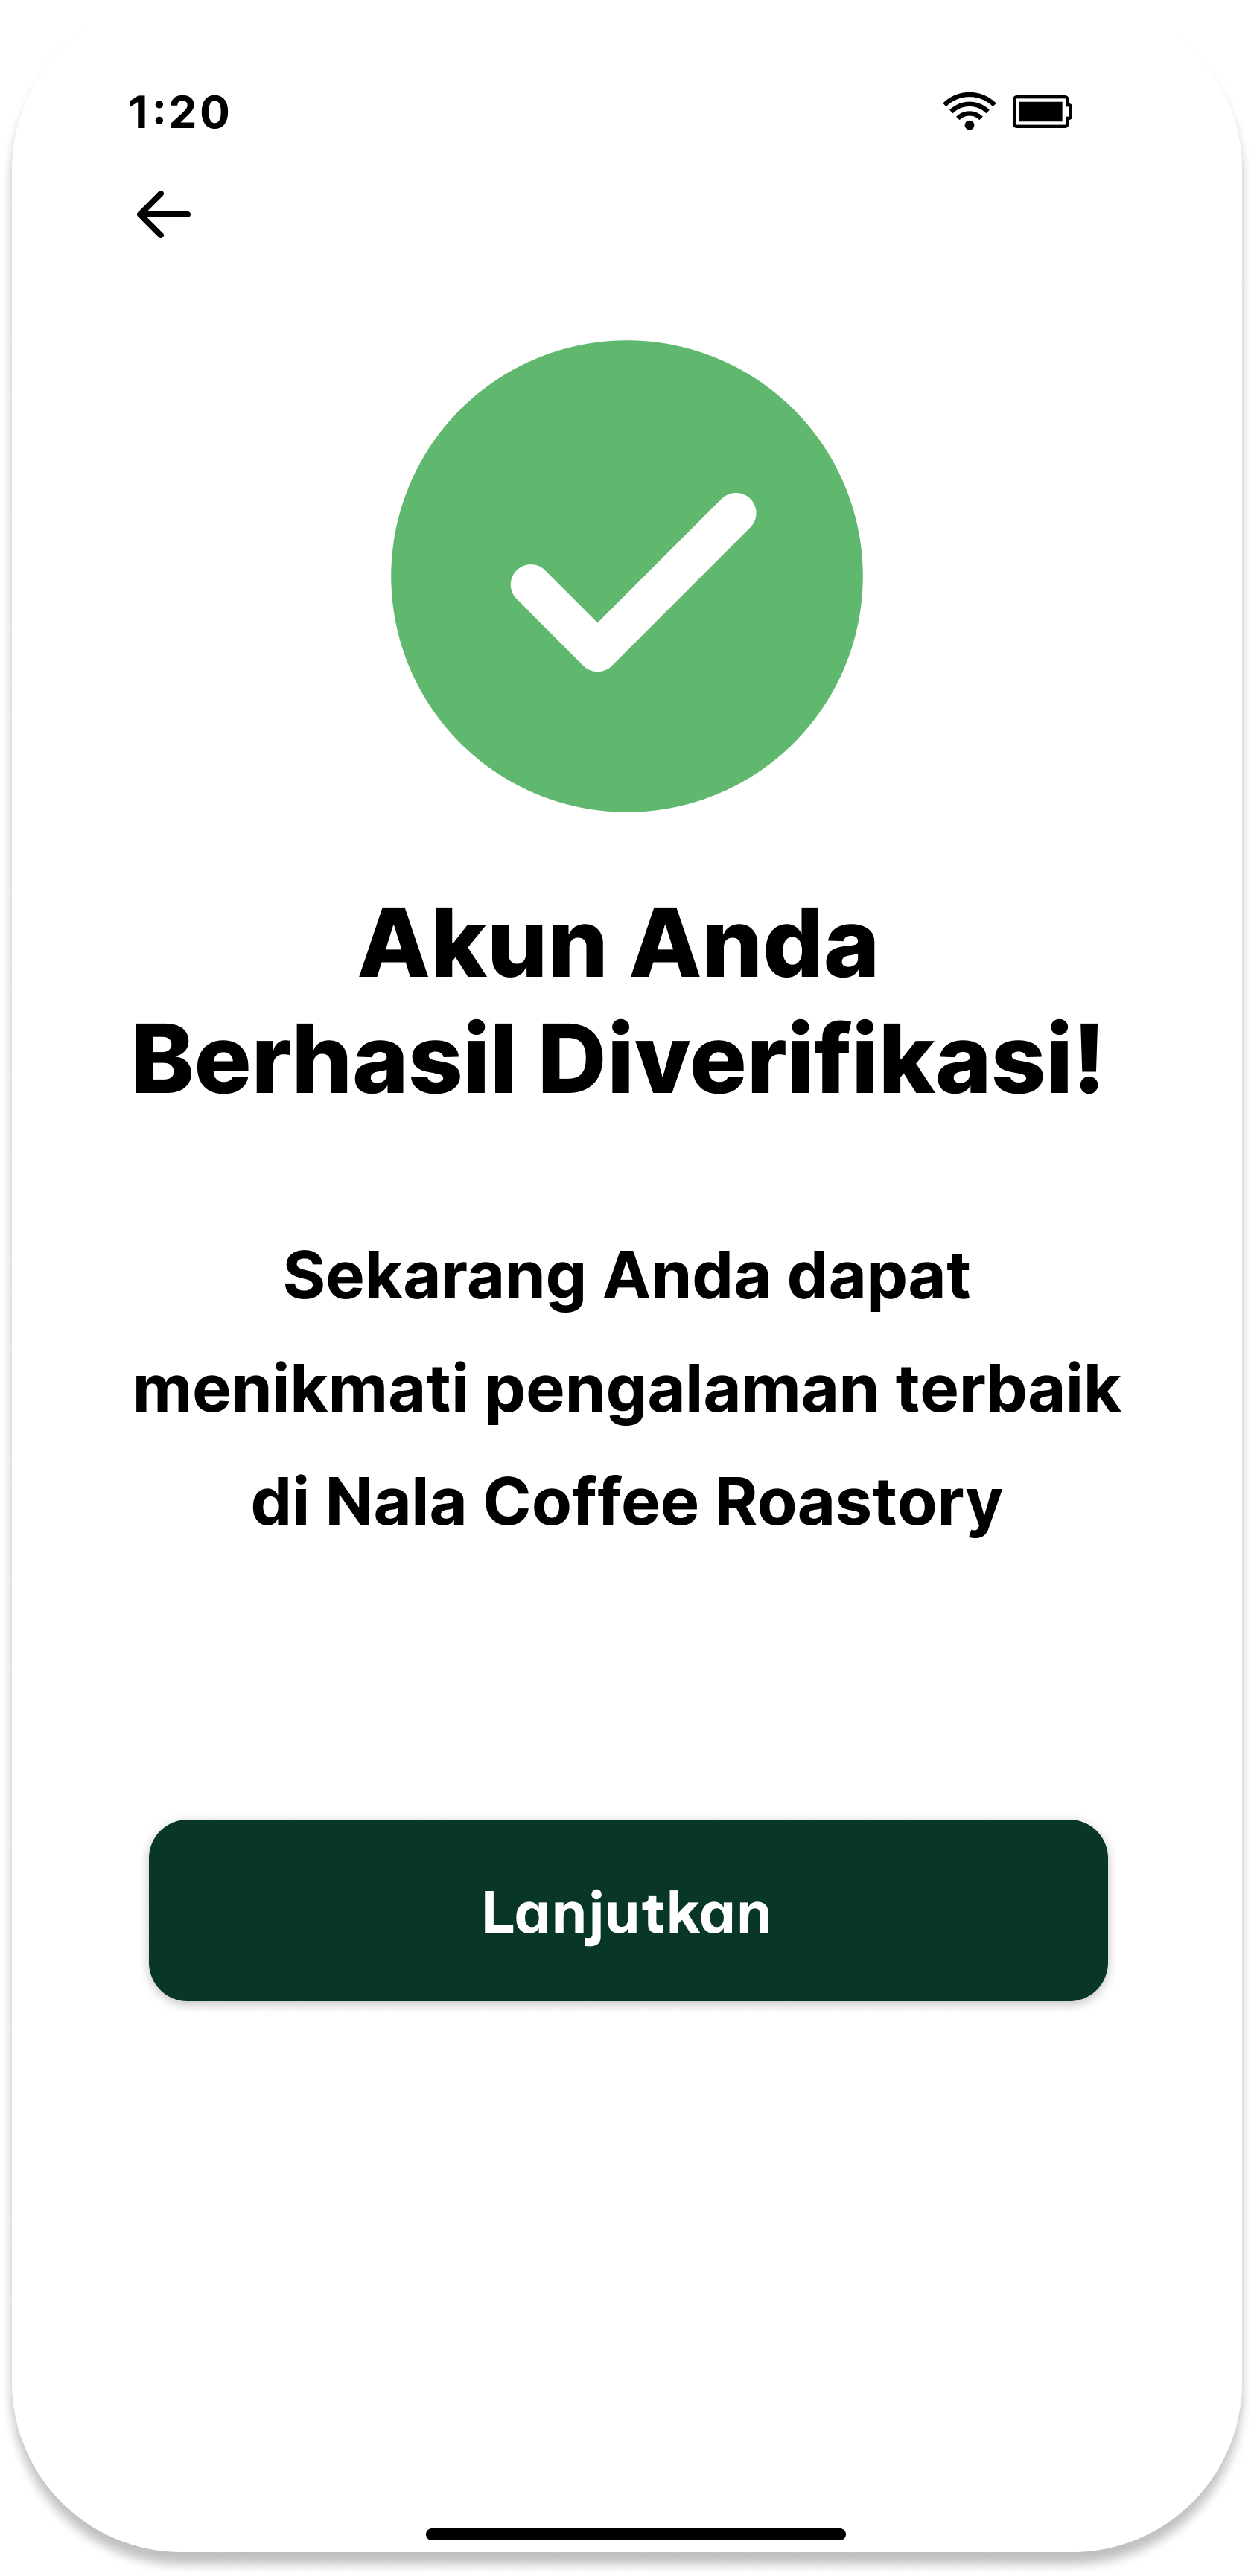 1:20
Akun Anda
Berhasil Diverifikasi!
Sekarang Anda dapat
menikmati pengalaman terbaik
di Nala Coffee Roastory
Lanjutkan